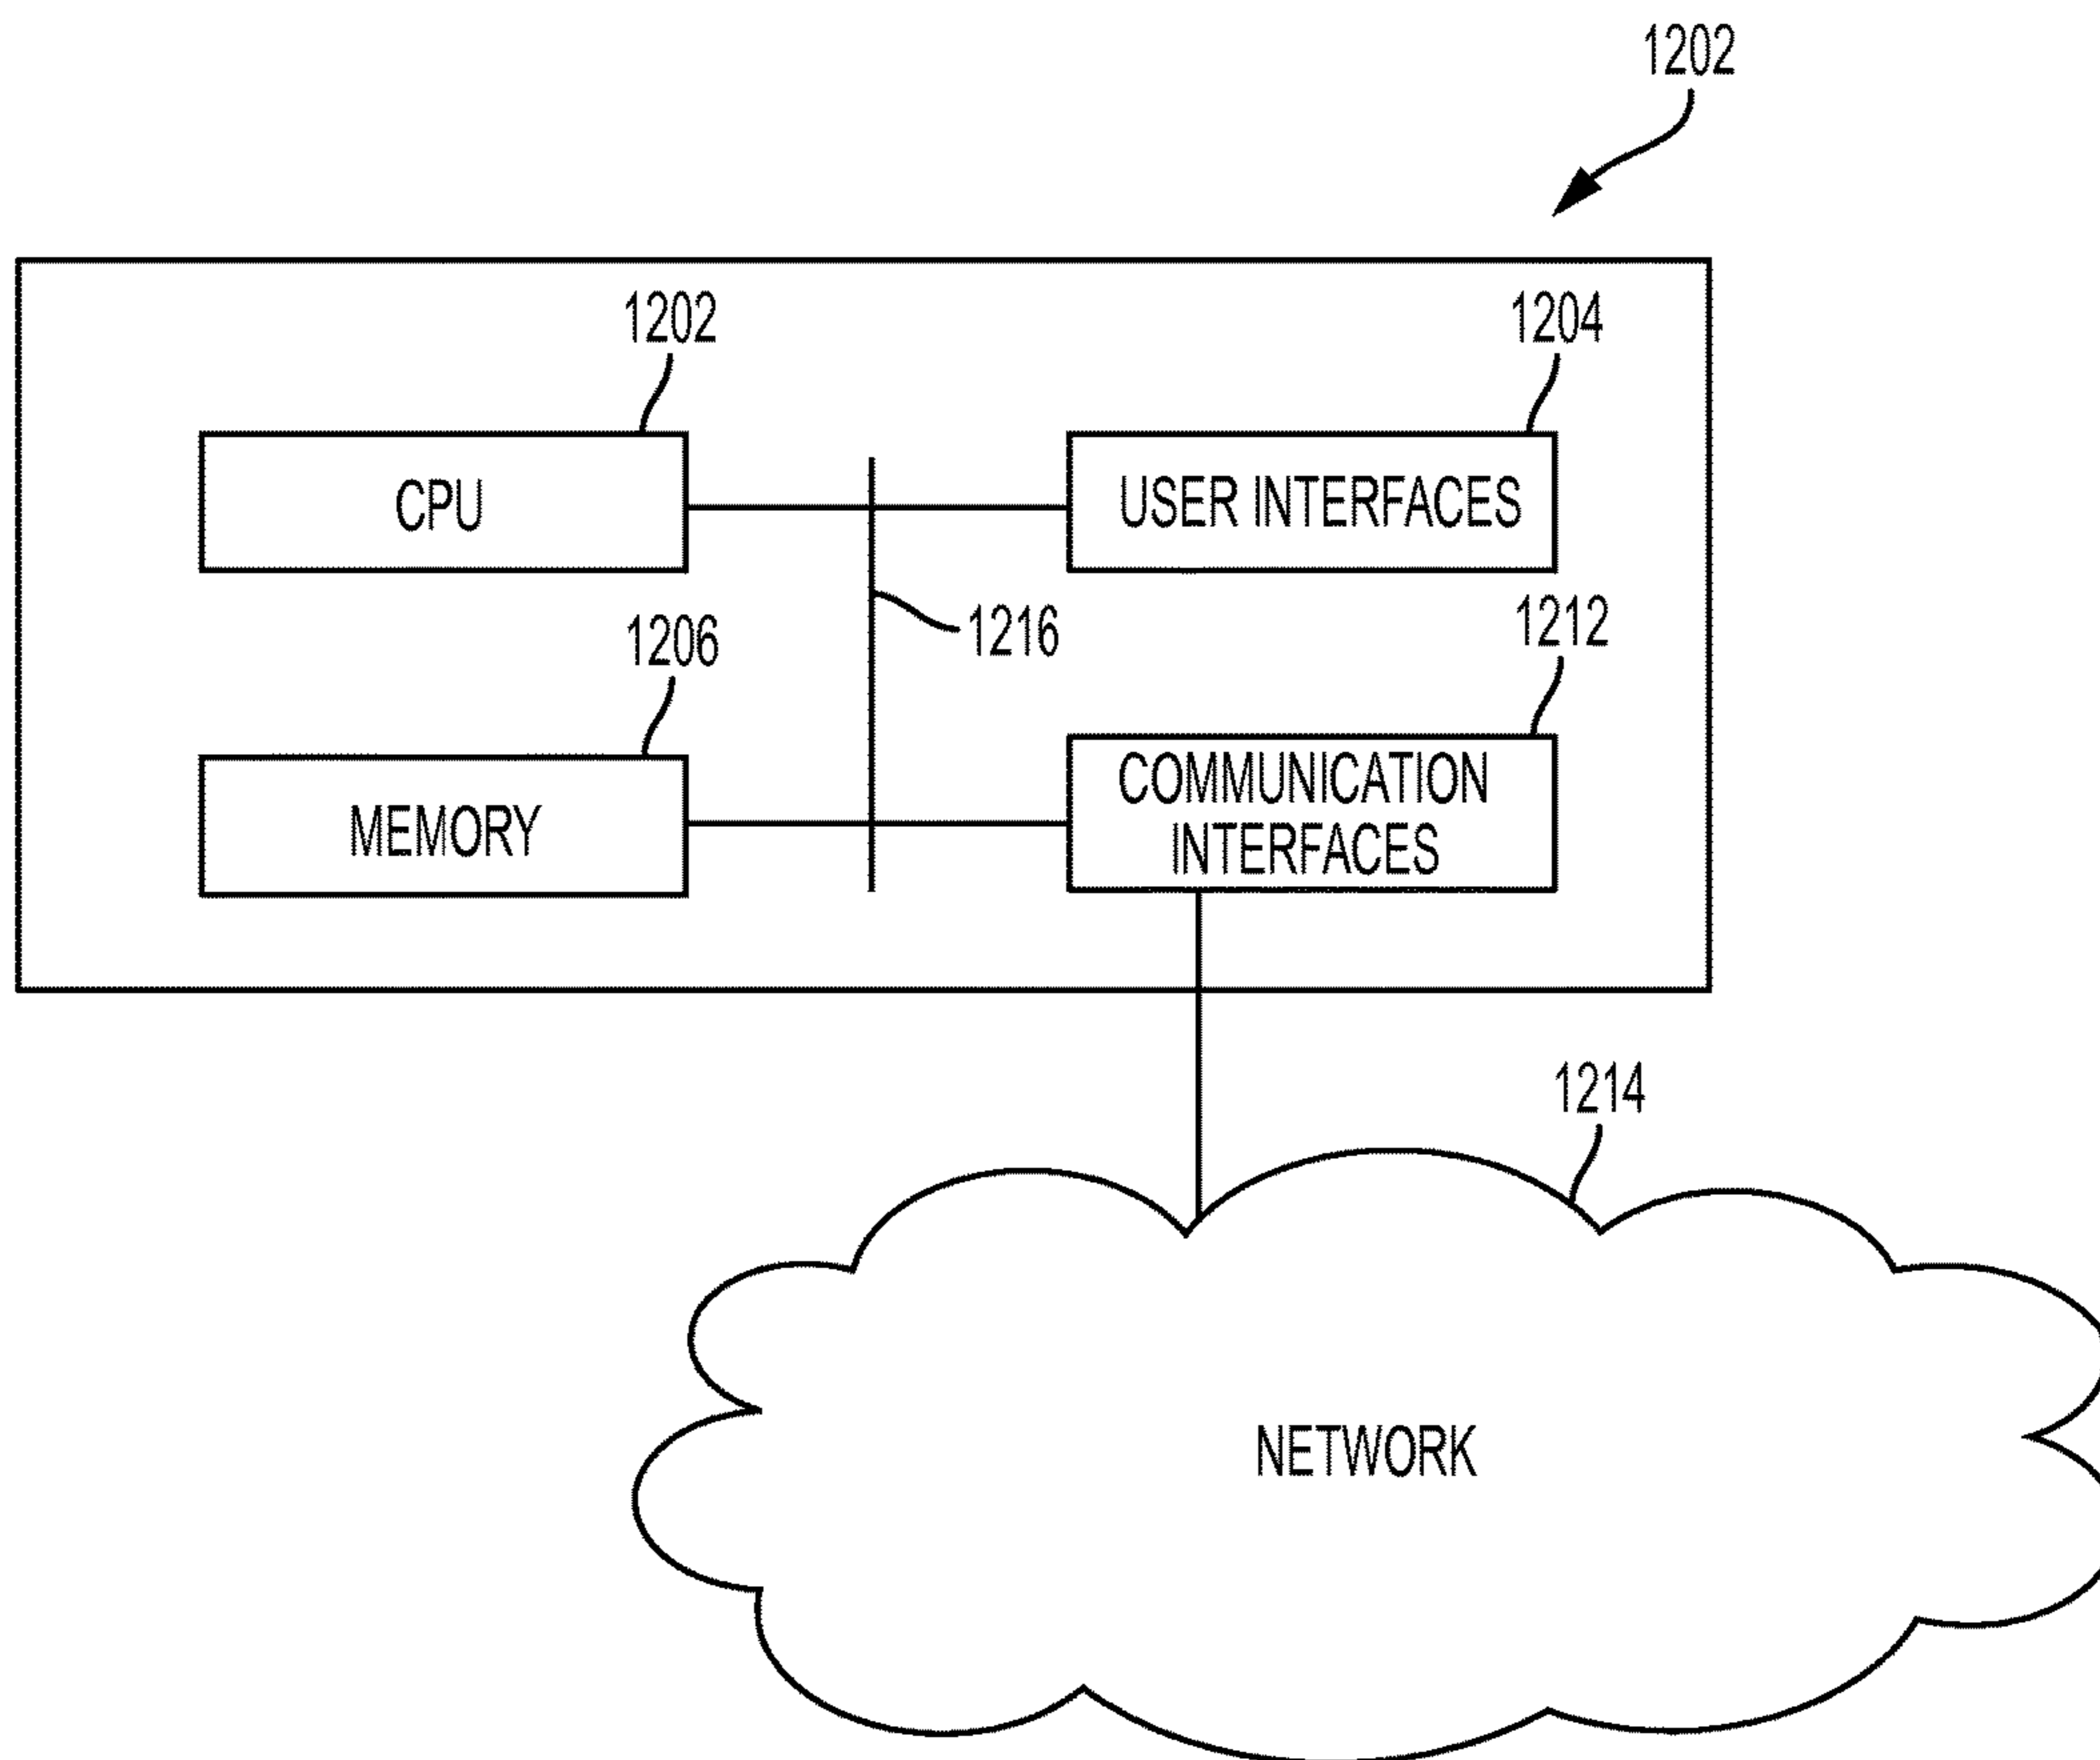 1202
1202
1204
CPU
USER INTERFACES
1216
1206
1212
MEMORY
COMMUNICATION
INTERFACES
1214
NETWORK